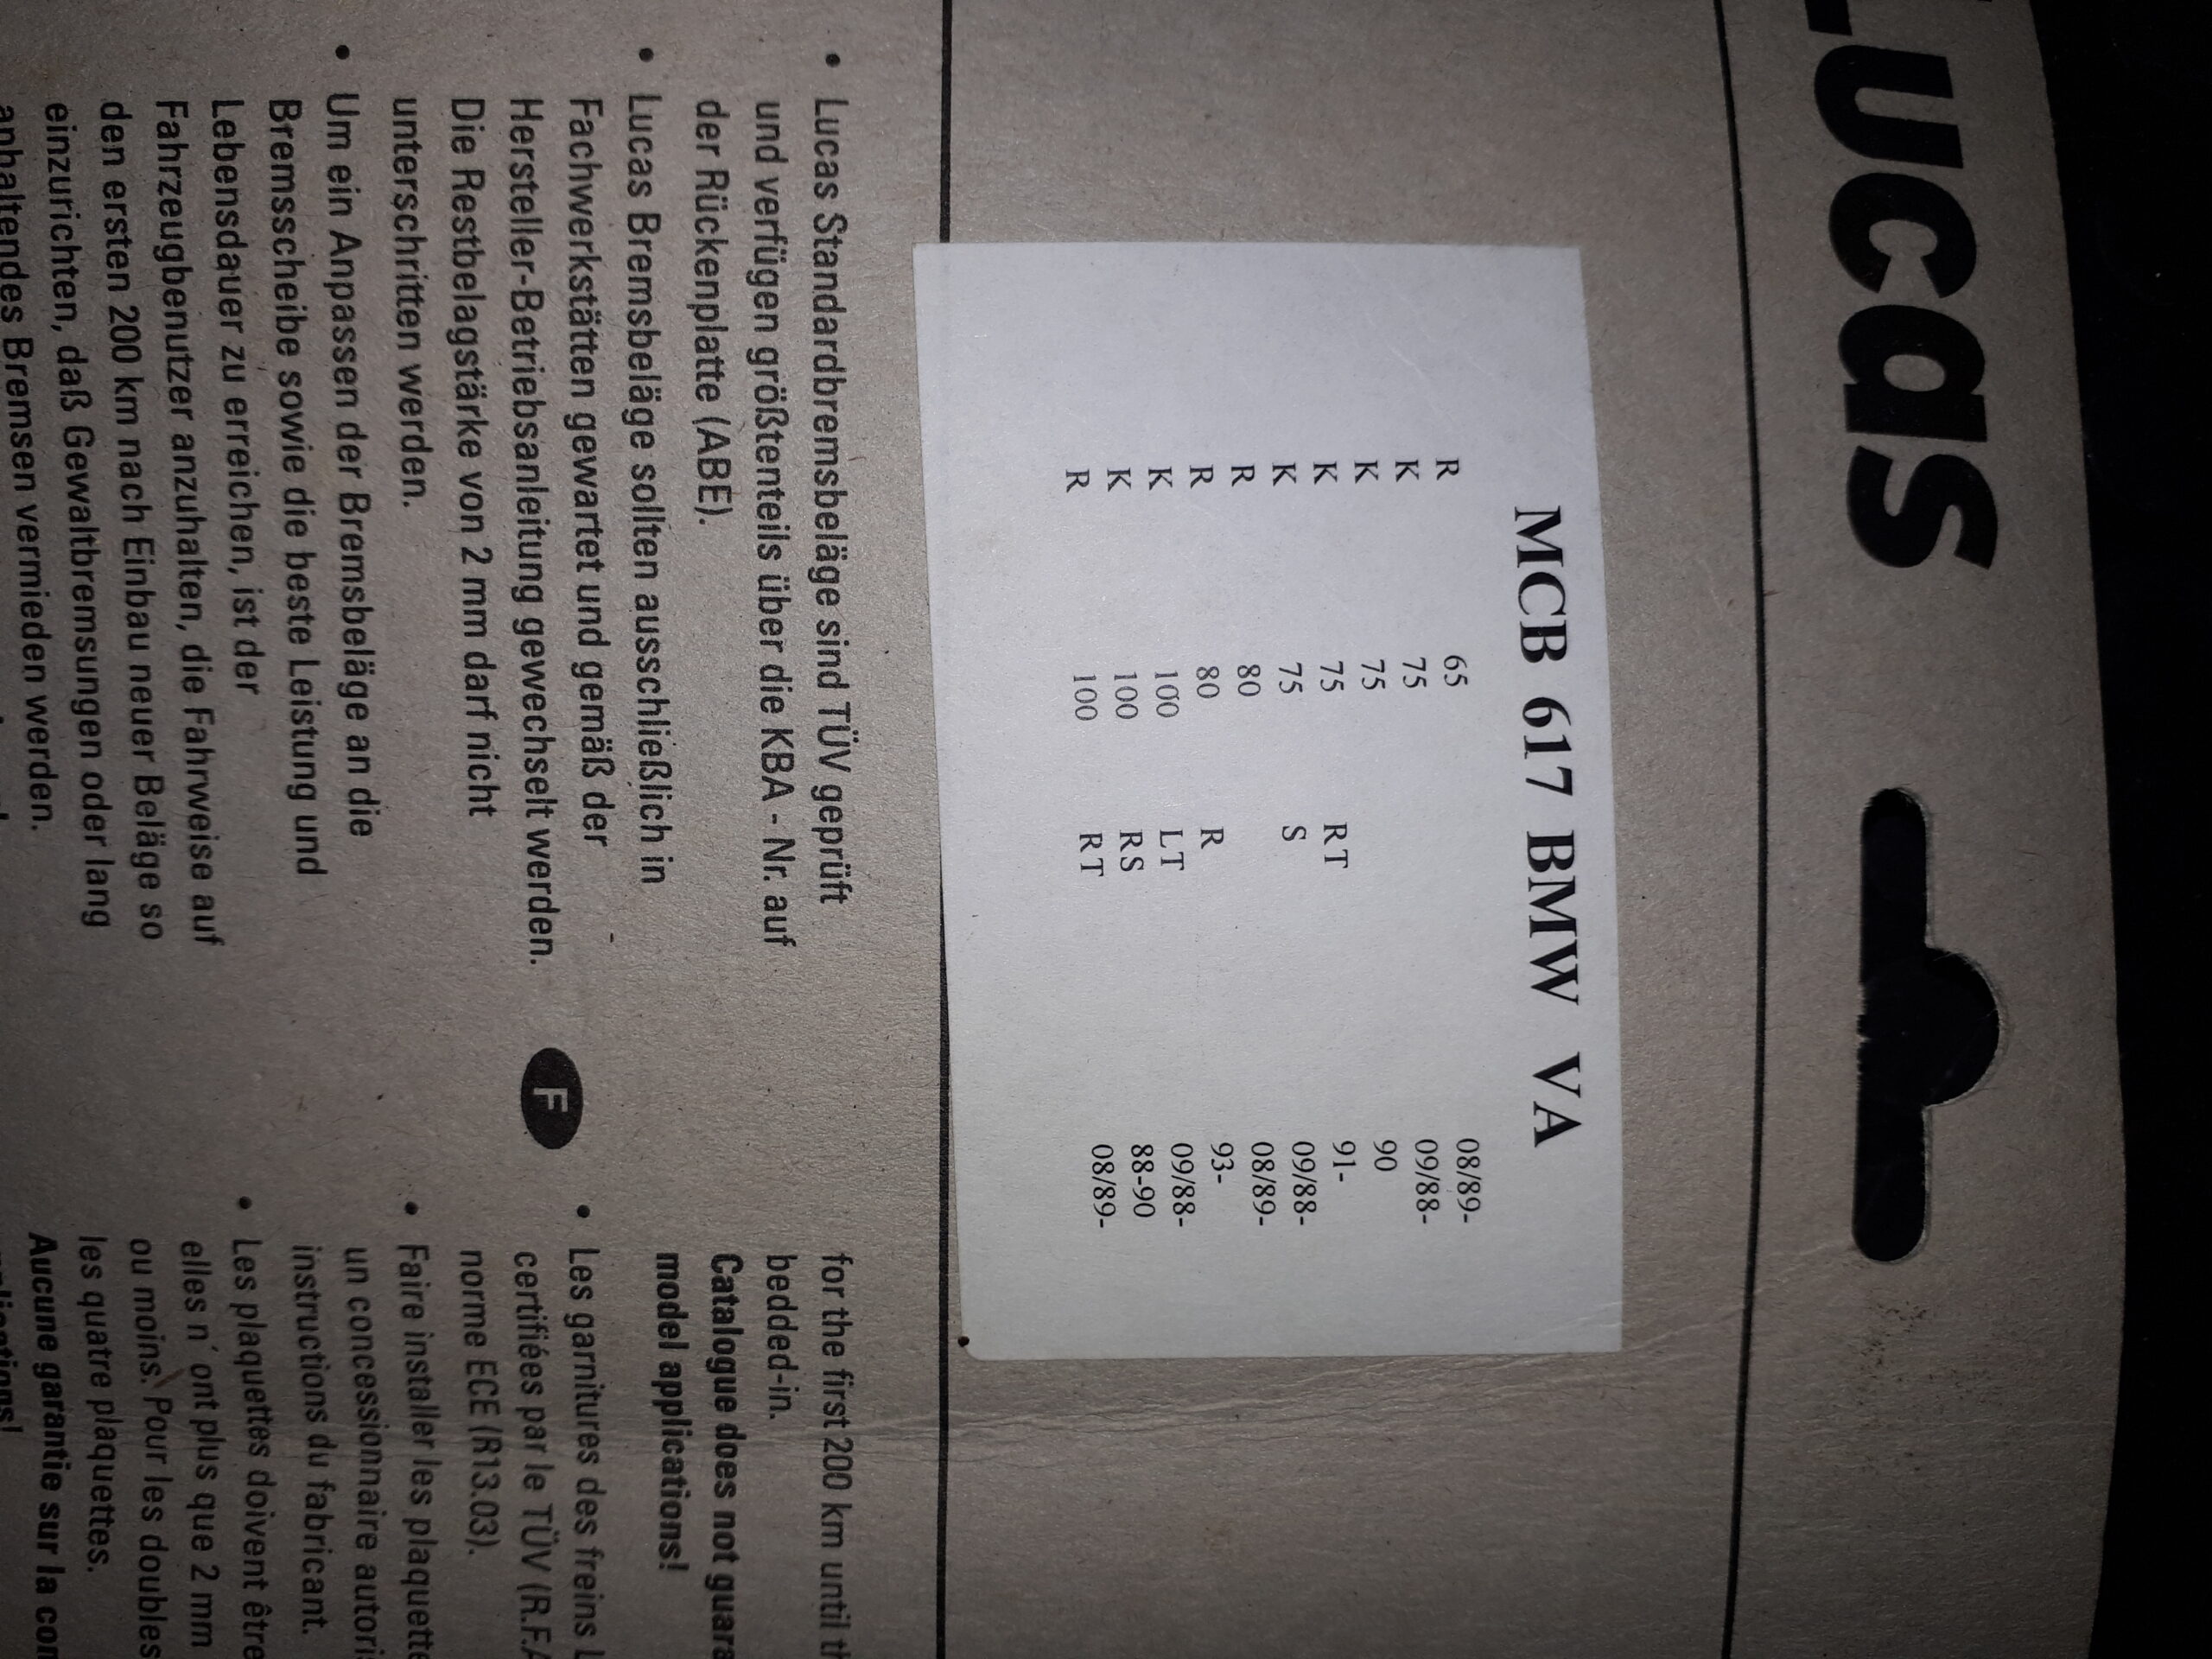 Lucas
MCB 617 BMW VA
R 65 08/89-
K 75 09/88-
K 75 90
K 75 RT 91-
K 75 S 09/88-
R 80 08/89-
R 80 R 93-
K 100 LT 09/88-
K 100 RS 88-90
R 100 RT 08/89-
• Lucas Standardbremsbeläge sind TÜV geprüft
und verfügen größtenteils über die KBA - Nr. auf
der Rückenplatte (ABE).
• Lucas Bremsbeläge sollten ausschließlich in
Fachwerkstätten gewartet und gemäß der
Hersteller-Betriebsanleitung gewechselt werden.
Die Restbelagstärke von 2 mm darf nicht
unterschritten werden.
• Um ein Anpassen der Bremsbeläge an die
Bremsscheibe sowie die beste Leistung und
Lebensdauer zu erreichen, ist der
Fahrzeugbenutzer anzuhalten, die Fahrweise auf
den ersten 200 km nach Einbau neuer Beläge so
einzurichten, daß Gewaltbremsungen oder lang
anhaltendes Bremsen vermieden werden.
for the first 200 km until
bedded-in.
Catalogue does not
model applications!
F
• Les garnitures des freins
certifiées par le TÜV
norme ECE (R13.03).
• Faire installer les
un concessionnaire
instructions du fabricant.
• Les plaquettes doivent être
elles n´ont plus que 2 mm
ou moins. Pour les doubles
les quatre plaquettes.
Aucune garantie sur la